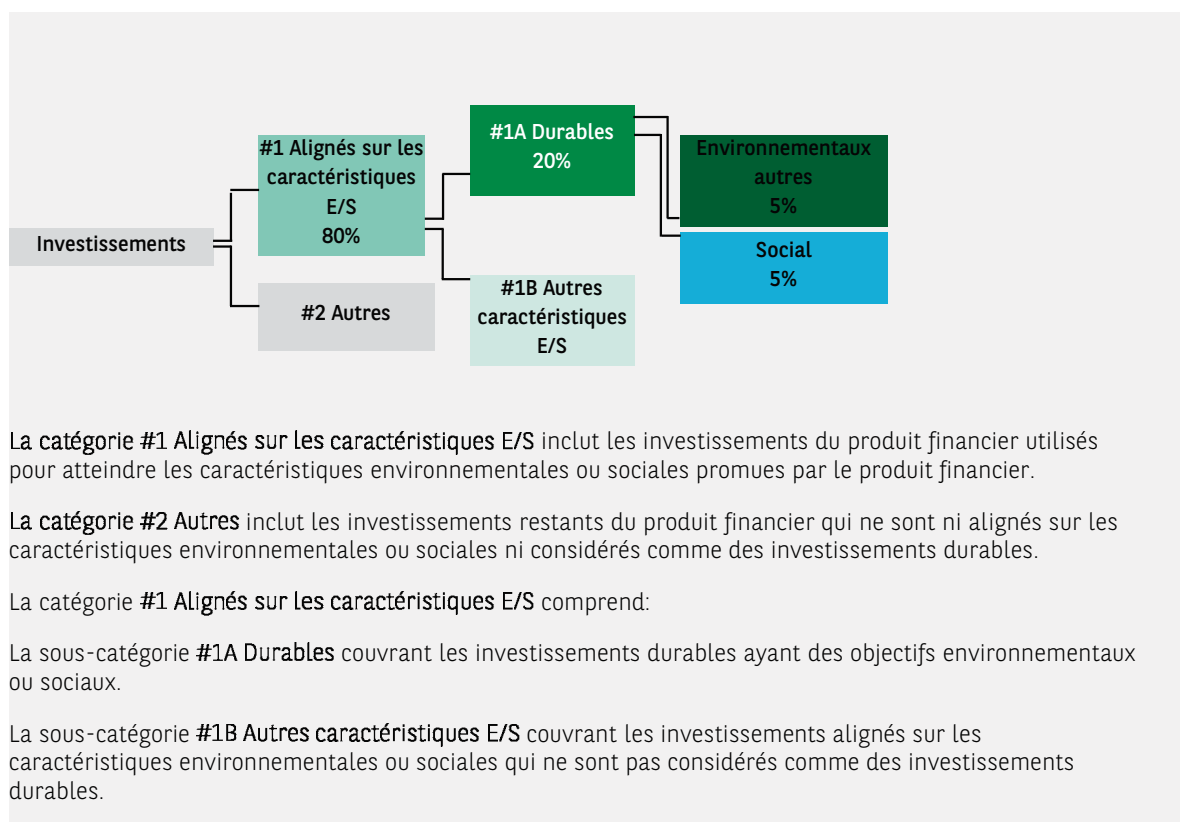 #1A Durables
20%
#1 Alignés sur les
caractéristiques
E/S
80%
Environnementaux
autres
5%
Investissements
Social
5%
#2 Autres
#1B Autres
caractéristiques
E/S
La catégorie #1 Alignés sur les caractéristiques E/S inclut les investissements du produit financier utilisés
pour atteindre les caractéristiques environnementales ou sociales promues par le produit financier.
La catégorie #2 Autres inclut les investissements restants du produit financier qui ne sont ni alignés sur les
caractéristiques environnementales ou sociales ni considérés comme des investissements durables.
La catégorie #1 Alignés sur les caractéristiques E/S comprend:
La sous-catégorie #1A Durables couvrant les investissements durables ayant des objectifs environnementaux
ou sociaux.
La sous-catégorie #1B Autres caractéristiques E/S couvrant les investissements alignés sur les
caractéristiques environnementales ou sociales qui ne sont pas considérés comme des investissements
durables.